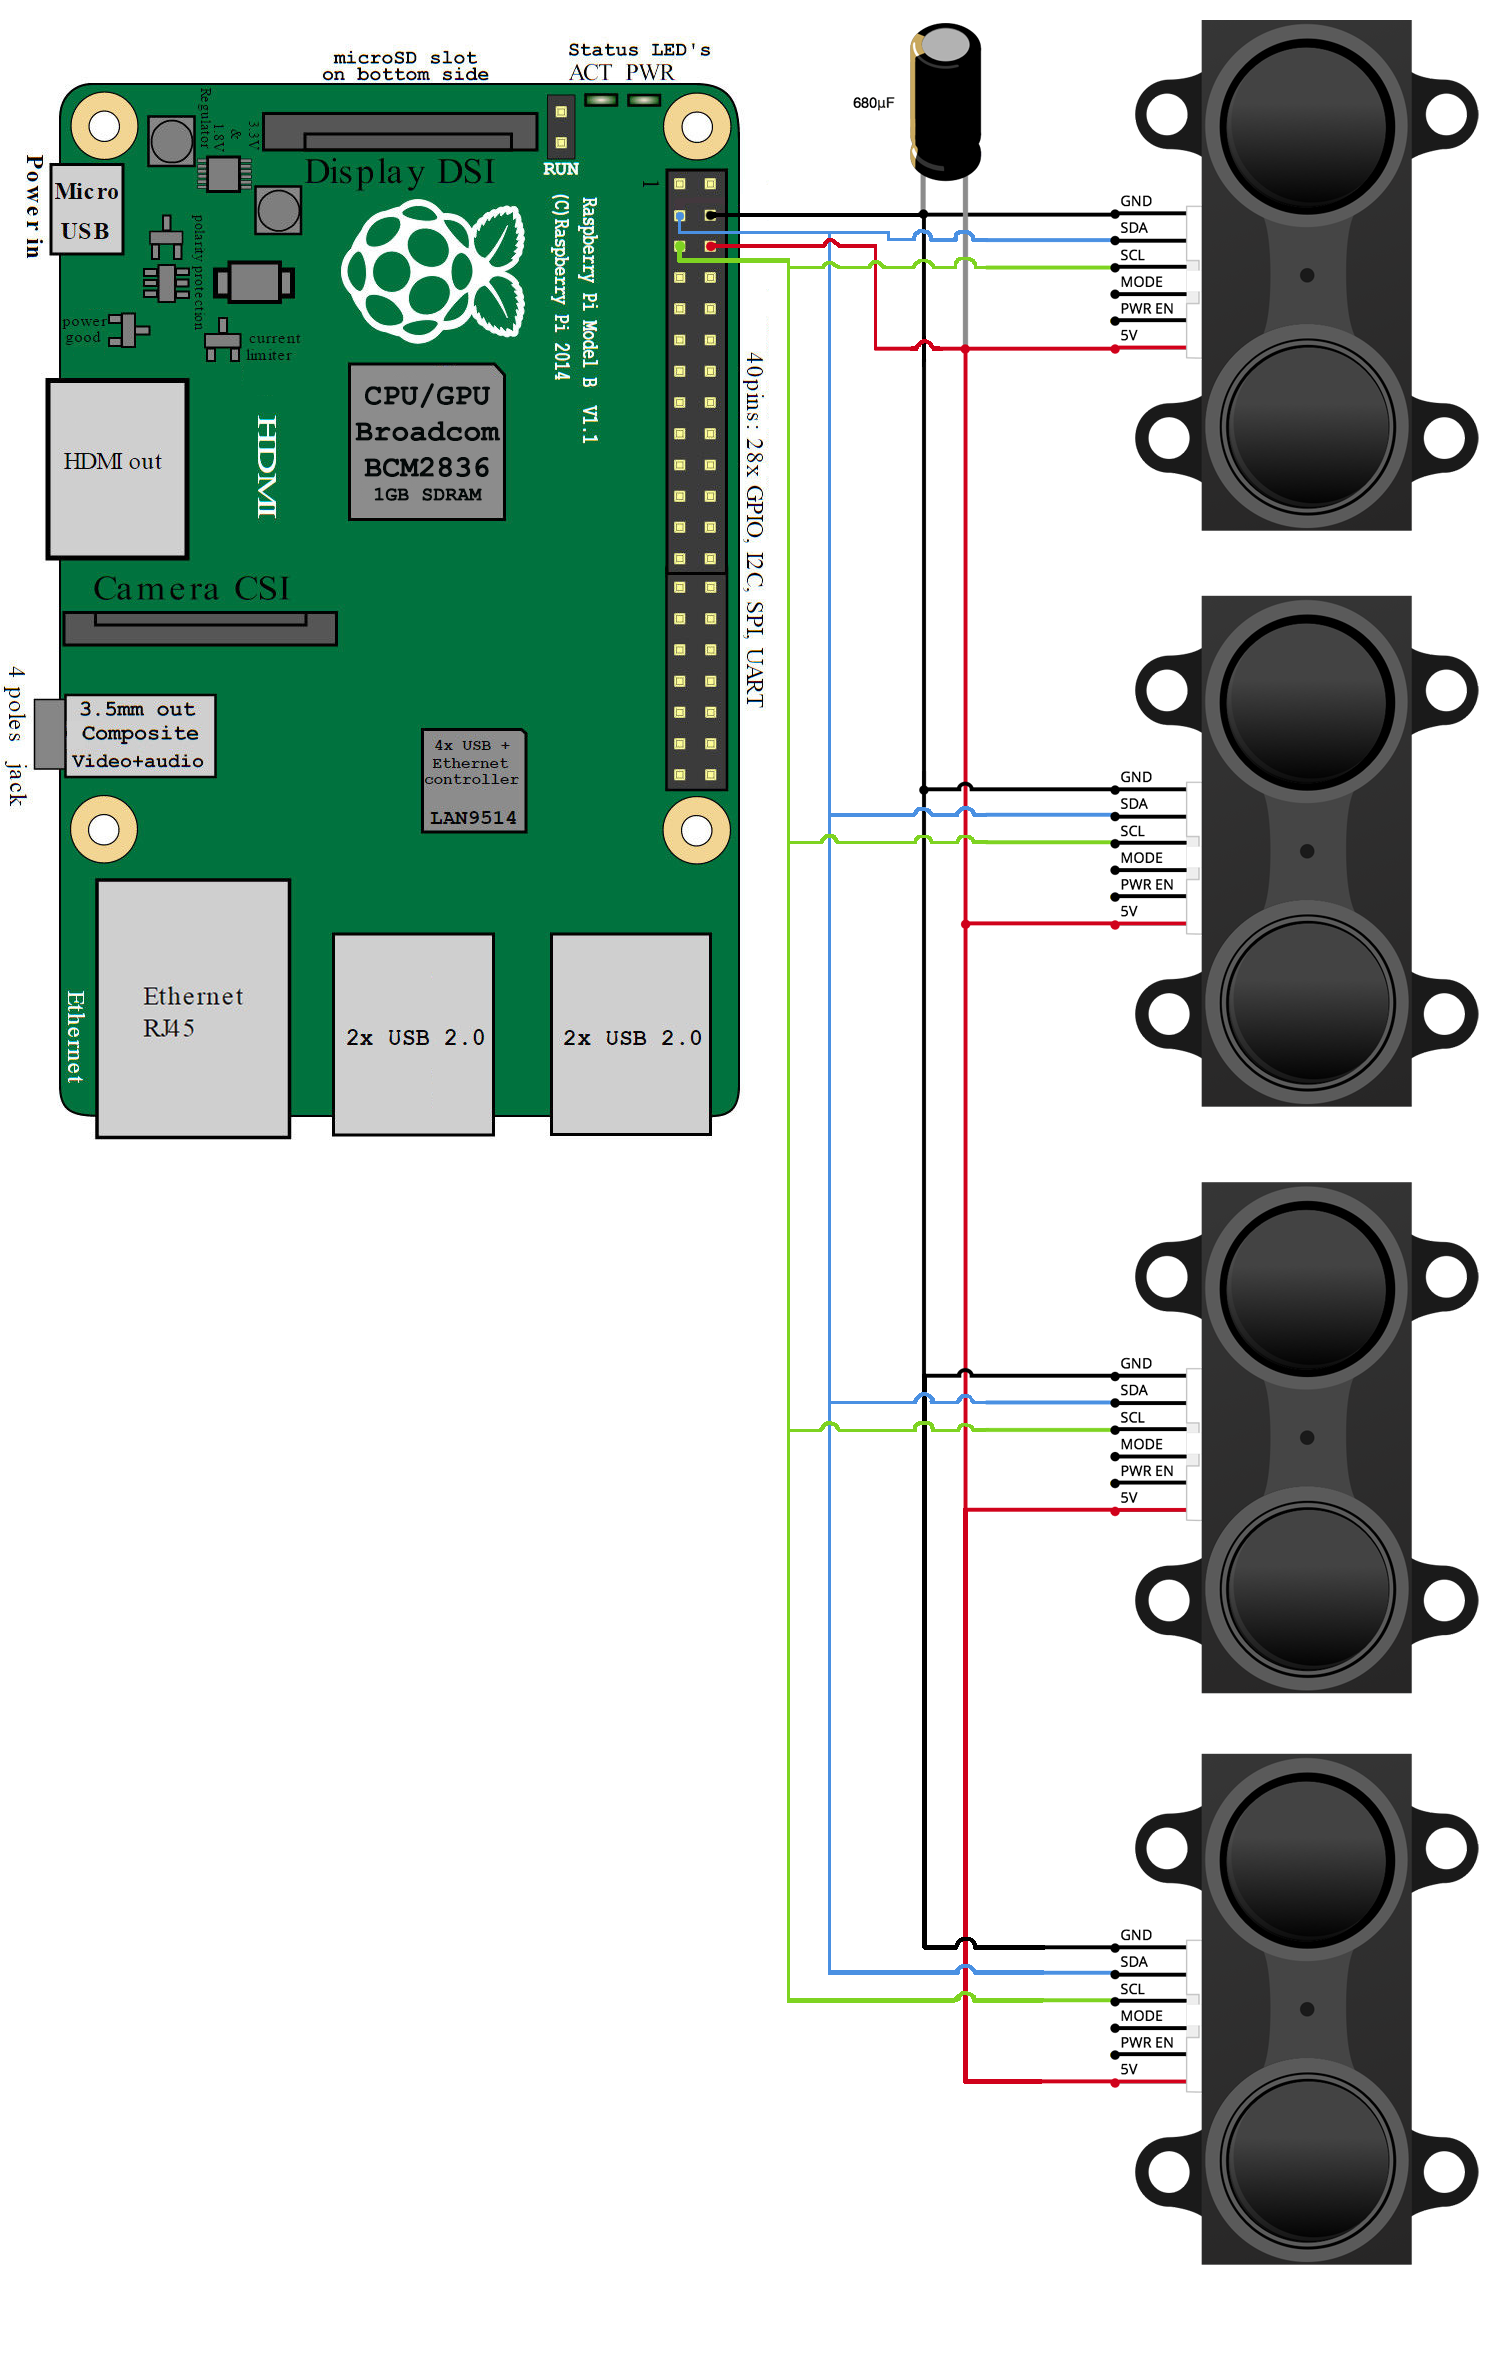 microSD slot
on bottom side
Status LED's
ACT PWR
Regulator
&
1.8V
3.3V
Display DSI
RUN
1
Power in
Micro
USB
polarity protection
power
good
current
limiter
Raspberry Pi Model B V1.1
(C)Raspberry Pi 2014
40pins: 28x GPIO, I2C, SPI, UART
CPU/GPU
Broadcom
BCM2836
1GB SDRAM
HDMI out
HDMI
Camera CSI
4 poles jack
3.5mm out
Composite
Video+audio
4x USB +
Ethernet
controller
LAN9514
Ethernet
Ethernet
RJ45
2x USB 2.0
2x USB 2.0
680µF
GND
SDA
SCL
MODE
PWR EN
5V
GND
SDA
SCL
MODE
PWR EN
5V
GND
SDA
SCL
MODE
PWR EN
5V
GND
SDA
SCL
MODE
PWR EN
5V